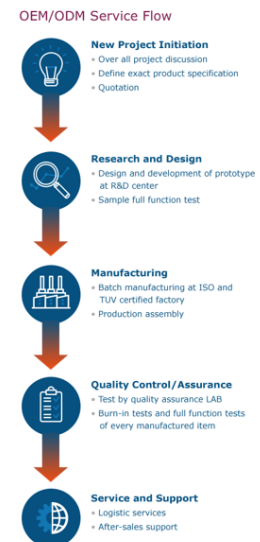 OEM/ODM Service Flow
New Project Initiation
• Over all project discussion
• Define exact product specification
• Quotation
Research and Design
• Design and development of prototype
at R&D center
• Sample full function test
Manufacturing
• Batch manufacturing at ISO and
TUV certified factory
• Production assembly
Quality Control/Assurance
• Test by quality assurance LAB
• Burn-in tests and full function tests
of every manufactured item
Service and Support
• Logistic services
• After-sales support